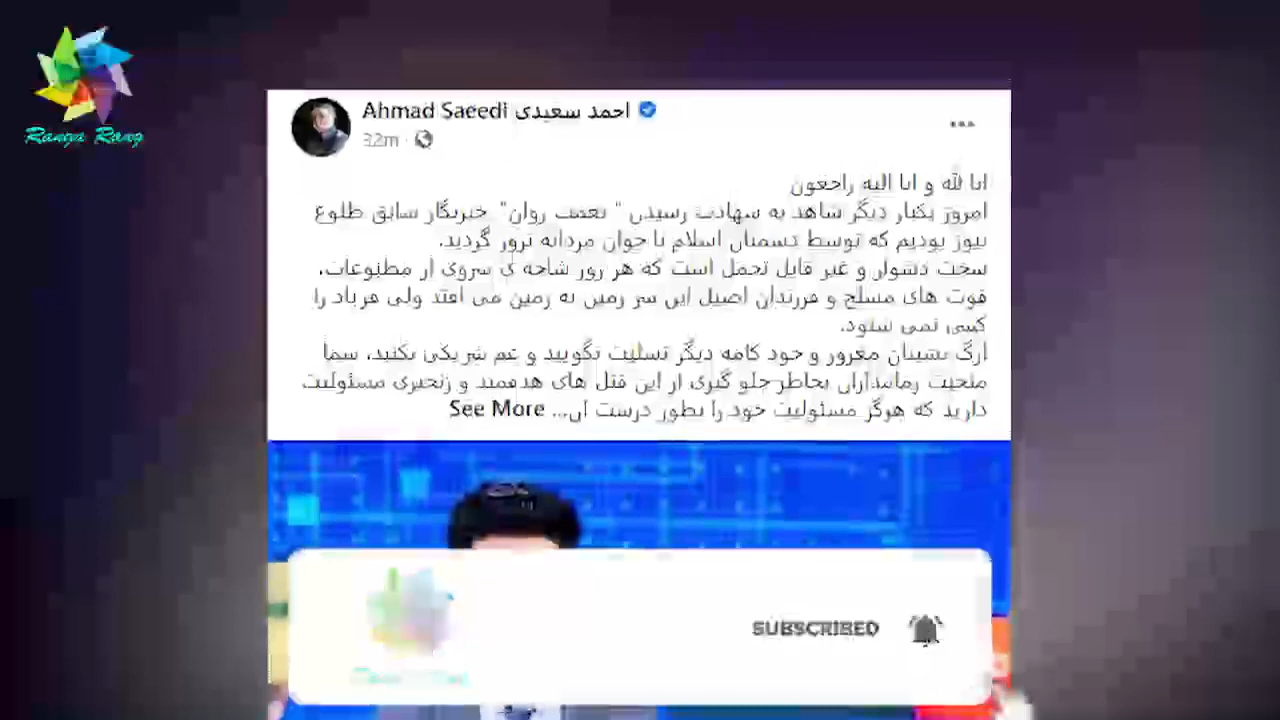 Ranga Rang
Ahmad Saeedi احمد سعیدی
32m
انا لله و انا الیه راجعون
امروز یکبار دیگر شاهد به شهادت رسیدن " نعمت روان" خبرنگار سابق طلوع
نیوز بودیم که توسط دشمنان اسلام نا جوان مردانه ترور گردید.
سخت دشوار و غیر قابل تحمل است که هر روز شاخه ی سروی از مطبوعات،
قوت های مسلح و فرزندان اصیل این سر زمین به زمین می افتد ولی فریاد را
کسی نمی شنود.
ارگ نشینان مغرور و خود کامه دیگر تسلیت نگویید و غم شریکی نکنید، شما
منحیث زمامداران بخاطر جلو گیری از این قتل های هدفمند و زنجیری مسئولیت
دارید که هرگز مسئولیت خود را بطور درست ان... See More
SUBSCRIBED